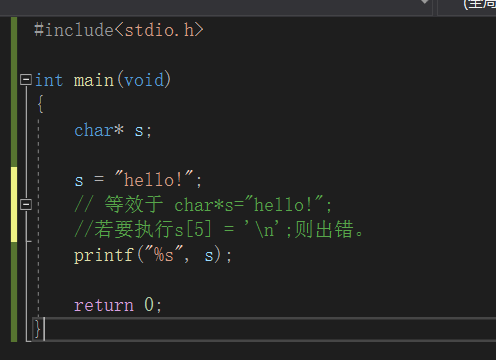 (全局
#include<stdio.h>
int main(void)
{
char* s;
s = "hello!";
// 等效于 char*s="hello!";
//若要执行s[5] = '\n';则出错。
printf("%s", s);
return 0;
}